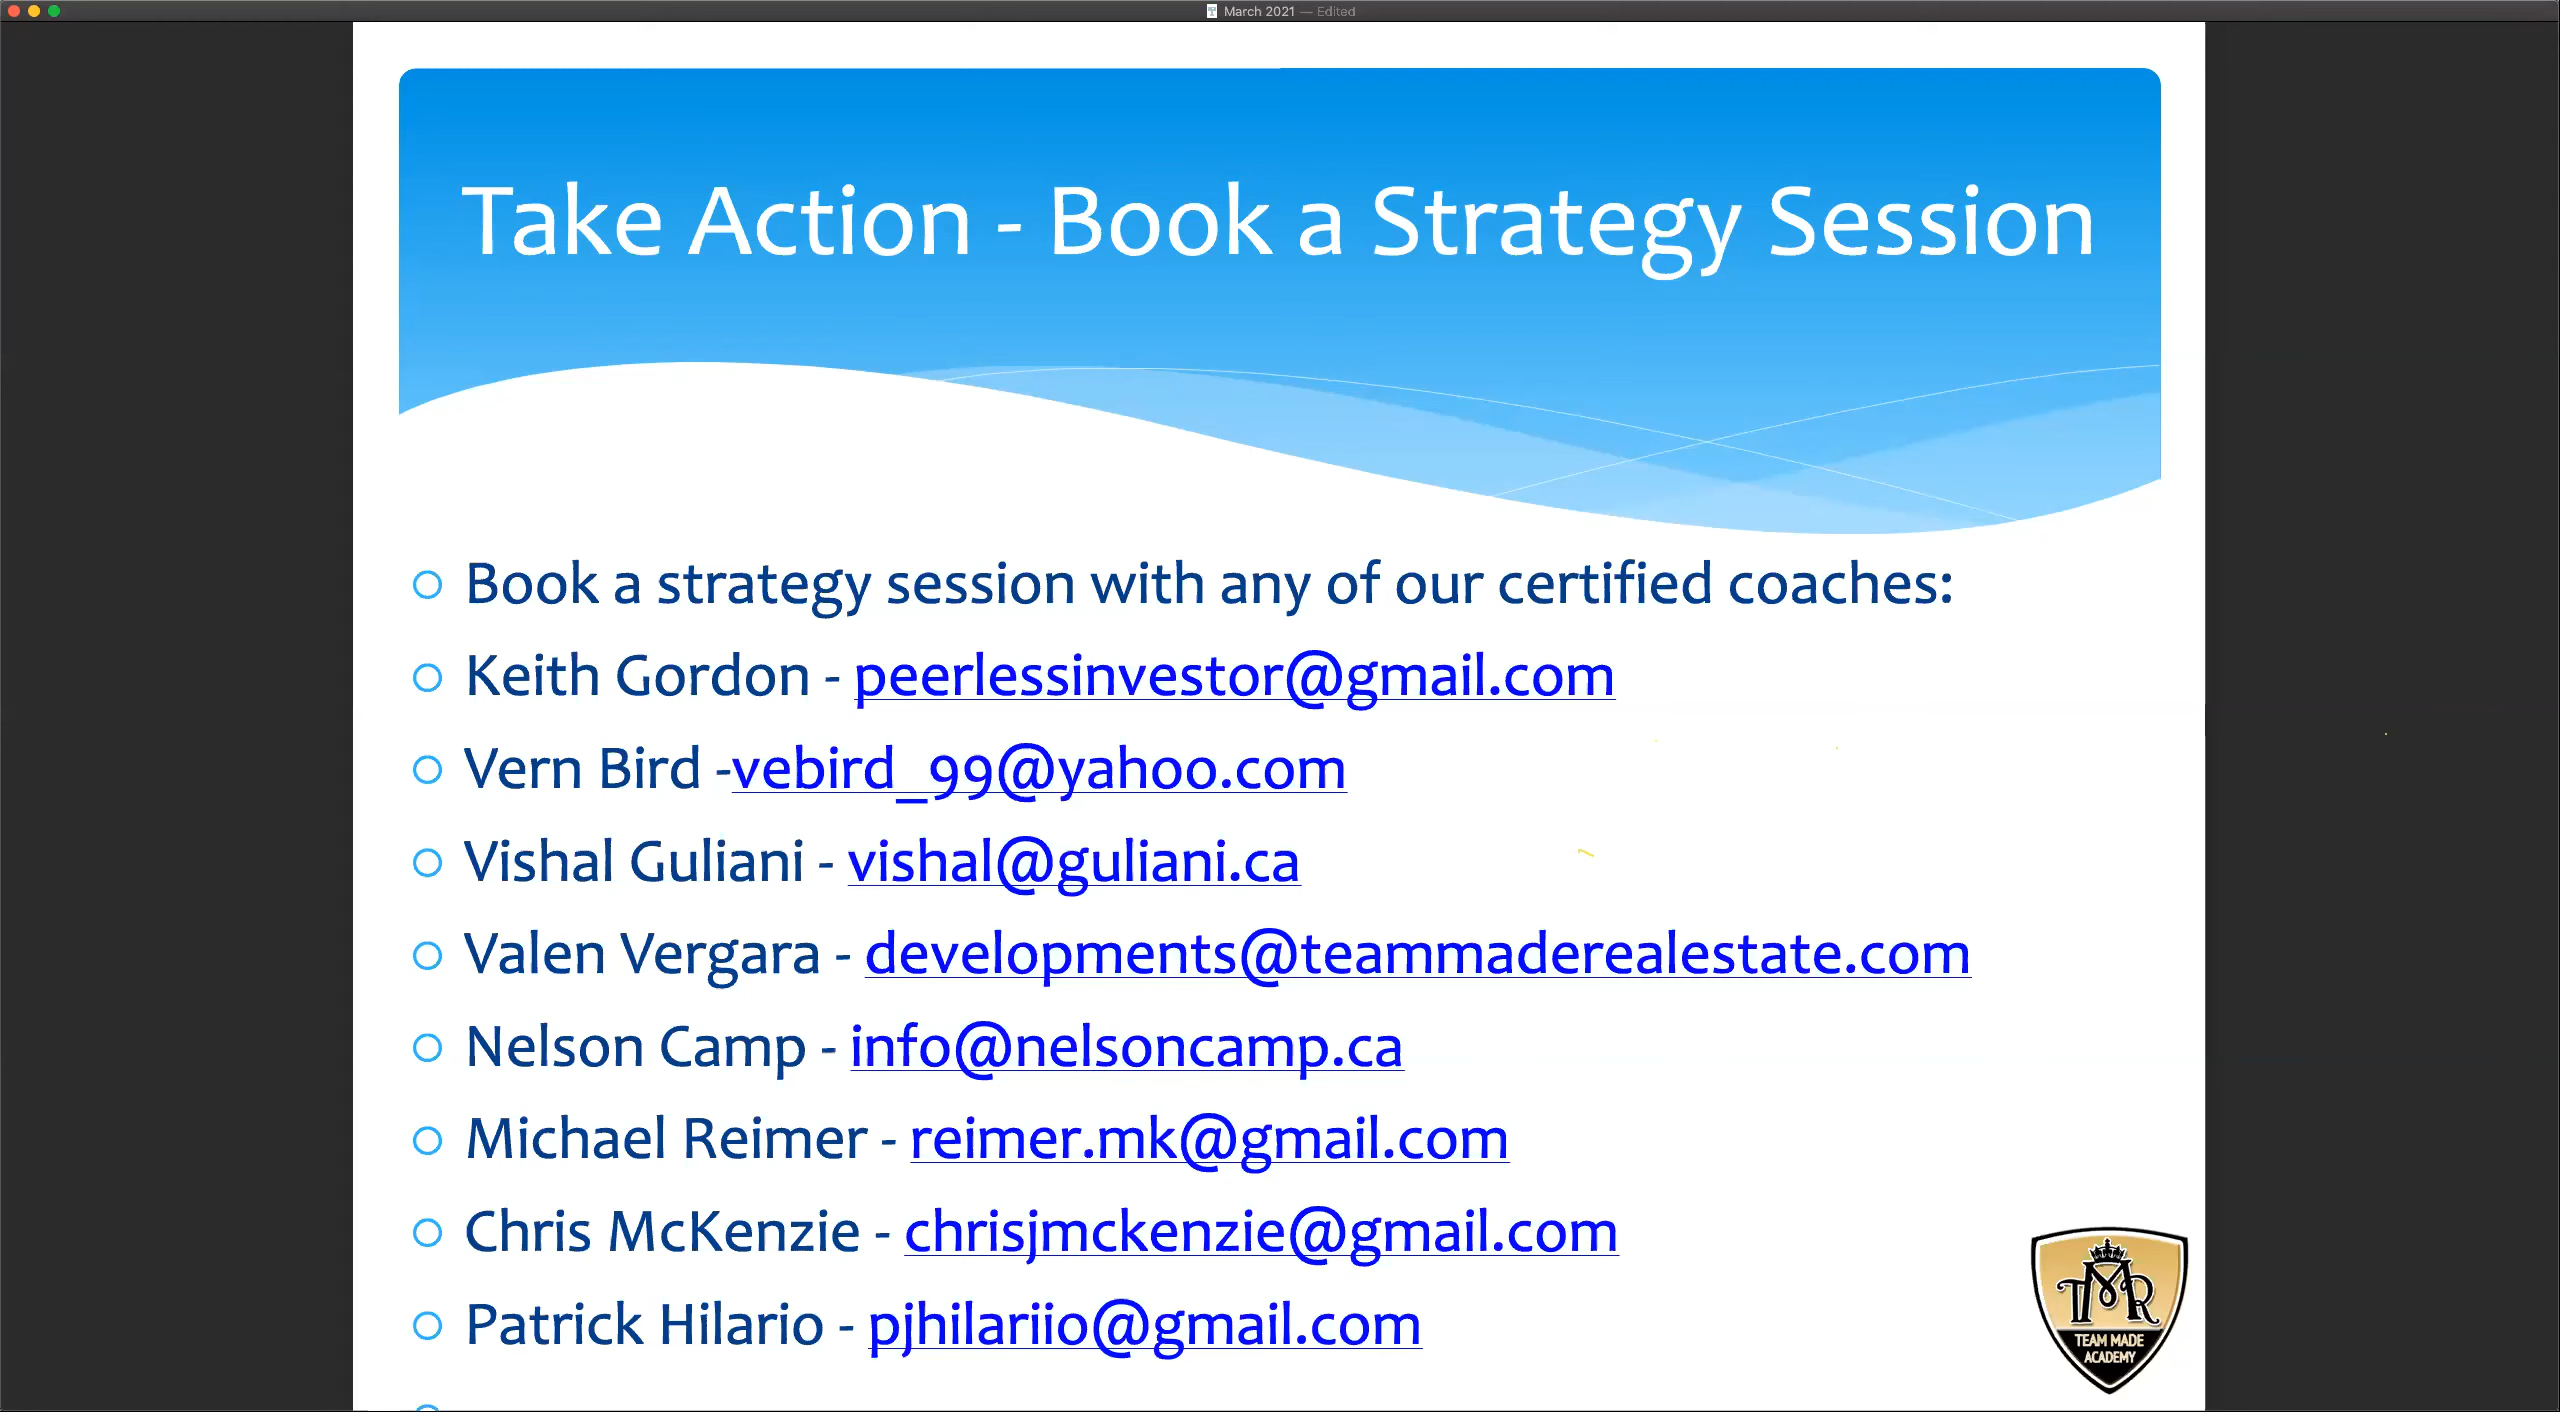 March 2021 — Edited
Take Action - Book a Strategy Session
Book a strategy session with any of our certified coaches:
Keith Gordon - peerlessinvestor@gmail.com
Vern Bird -vebird_99@yahoo.com
Vishal Guliani - vishal@guliani.ca
Valen Vergara - developments@teammaderealestate.com
Nelson Camp - info@nelsoncamp.ca
Michael Reimer - reimer.mk@gmail.com
Chris McKenzie - chrisjmckenzie@gmail.com
Patrick Hilario - pjhilariio@gmail.com
TMR
TEAM MADE
ACADEMY